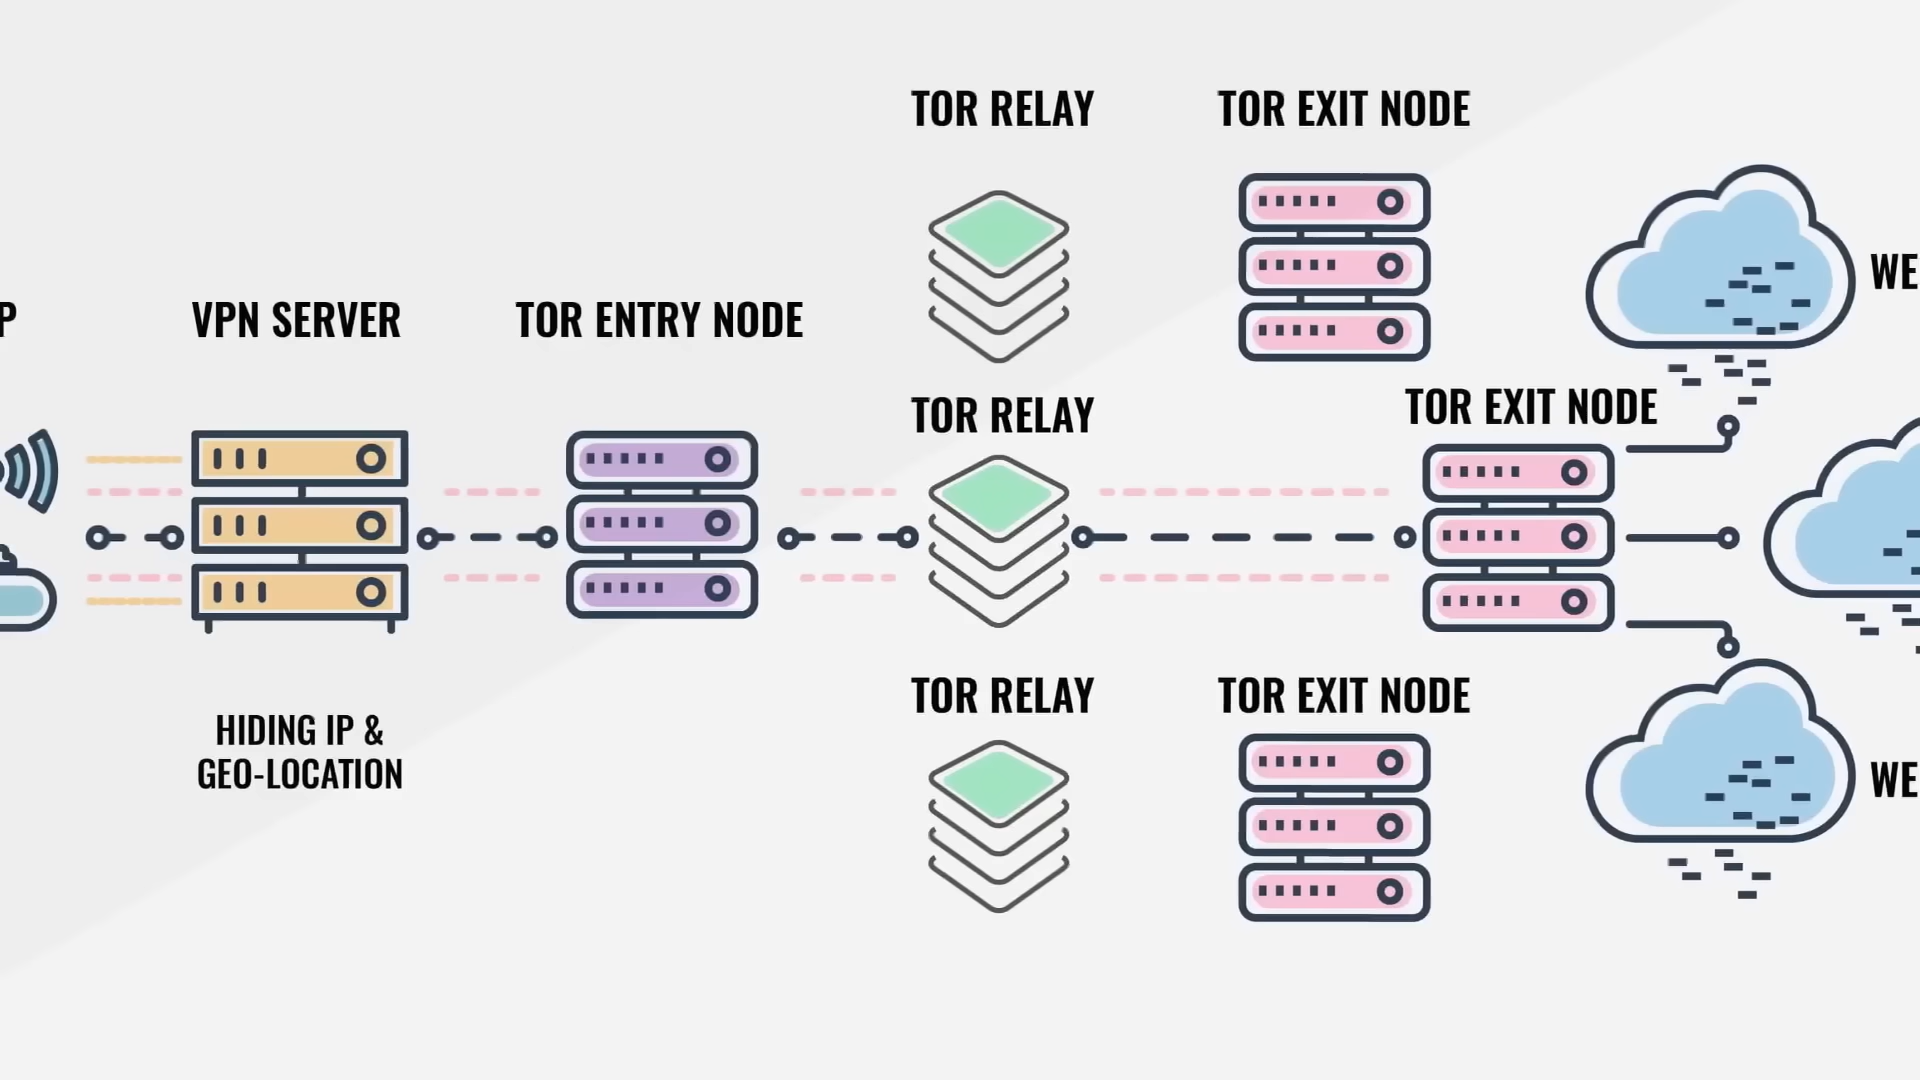 TOR RELAY
TOR EXIT NODE
P
VPN SERVER
TOR ENTRY NODE
WE
TOR RELAY
TOR EXIT NODE
TOR RELAY
TOR EXIT NODE
HIDING IP &
GEO-LOCATION
WE